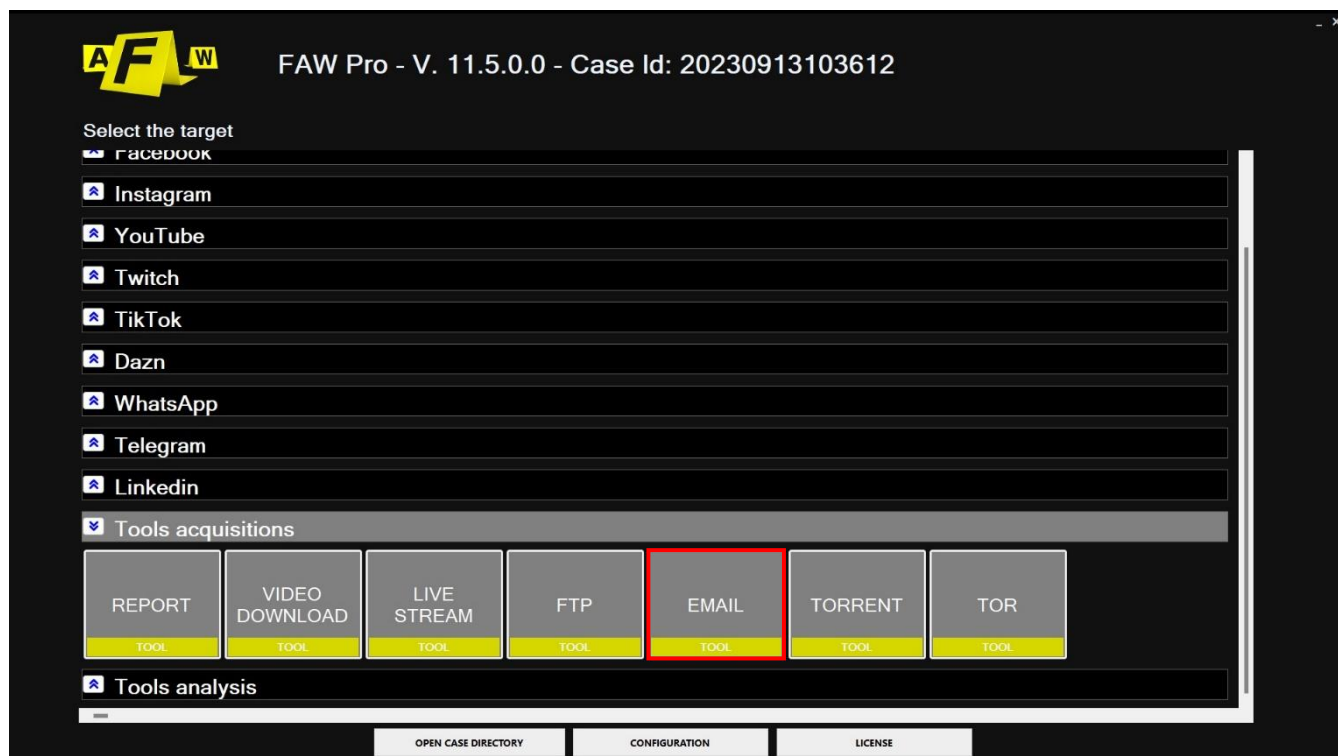 A F W
FAW Pro - V. 11.5.0.0 - Case Id: 20230913103612
Select the target
Facebook
Instagram
YouTube
Twitch
TikTok
Dazn
WhatsApp
Telegram
Linkedin
Tools acquisitions
REPORT
TOOL
VIDEO
DOWNLOAD
TOOL
LIVE
STREAM
TOOL
FTP
TOOL
EMAIL
TOOL
TORRENT
TOOL
TOR
TOOL
Tools analysis
OPEN CASE DIRECTORY
CONFIGURATION
LICENSE